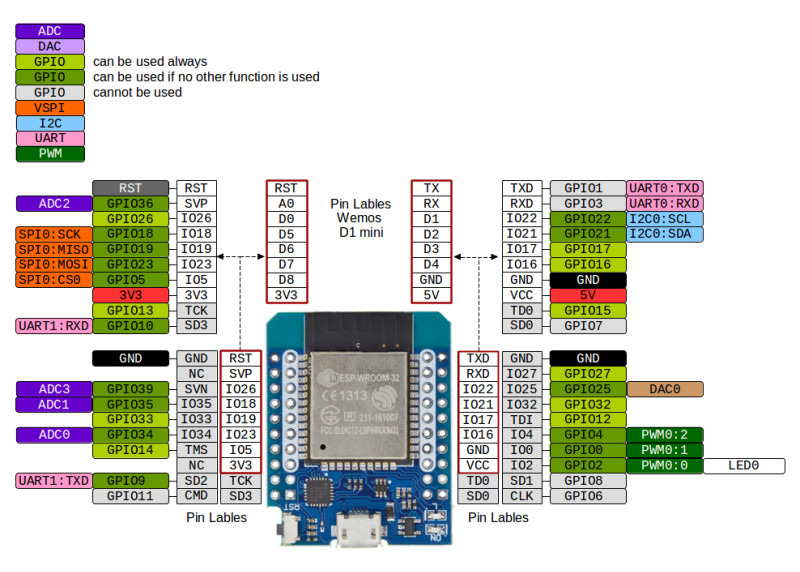 ADC
DAC
GPIO can be used always
GPIO can be used if no other function is used
GPIO cannot be used
VSPI
I2C
UART
PWM
RST RST RST TX TXD GPIO1 UART0:TXD
ADC2 GPIO36 SVP A0 Pin Lables RX RXD GPIO3 UART0:RXD
GPIO26 IO26 D0 Wemos D1 IO22 GPIO22 I2C0:SCL
SPI0:SCK GPIO18 IO18 D5 D1 mini D2 IO21 GPIO21 I2C0:SDA
SPI0:MISO GPIO19 IO19 D6 D3 IO17 GPIO17
SPI0:MOSI GPIO23 IO23 D7 D4 IO16 GPIO16
SPI0:CS0 GPIO5 IO5 D8 GND GND GND
3V3 3V3 3V3 5V VCC 5V
GPIO13 TCK TD0 GPIO15
UART1:RXD GPIO10 SD3 SD0 GPIO7
GND GND RST TXD GND GND
NC SVP RXD IO27 GPIO27
ADC3 GPIO39 SVN IO26 IO22 IO25 GPIO25 DAC0
ADC1 GPIO35 IO35 IO18 IO21 IO32 GPIO32
GPIO33 IO33 IO19 IO17 TDI GPIO12
ADC0 GPIO34 IO34 IO23 IO16 IO4 GPIO4 PWM0:2
GPIO14 TMS IO5 GND IO0 GPIO0 PWM0:1
NC 3V3 VCC IO2 GPIO2 PWM0:0 LED0
UART1:TXD GPIO9 SD2 TCK TD0 SD1 GPIO8
GPIO11 CMD SD3 SD0 CLK GPIO6
Pin Lables Pin Lables
ESP-WROOM-32
CE1313
211-161007
FCC ID:2AC7Z-ESPWROOM32
RST
L
ON